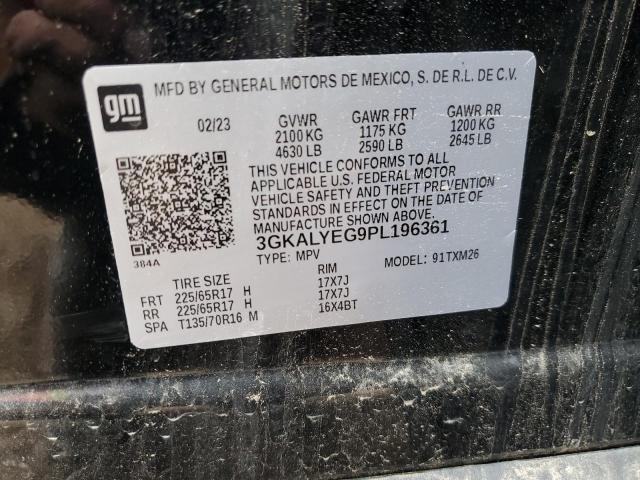 gm
MFD BY GENERAL MOTORS DE MEXICO, S. DE R.L. DE C.V.
02/23 GVWR GAWR FRT GAWR RR
2100 KG 1175 KG 1200 KG
4630 LB 2590 LB 2645 LB
THIS VEHICLE CONFORMS TO ALL
APPLICABLE U.S. FEDERAL MOTOR
VEHICLE SAFETY AND THEFT PREVENTION
STANDARDS IN EFFECT ON THE DATE OF
MANUFACTURE SHOWN ABOVE.
384A
3GKALYEG9PL196361
TYPE: MPV MODEL: 91TXM26
TIRE SIZE RIM
FRT 225/65R17 H 17X7J
RR 225/65R17 H 17X7J
SPA T135/70R16 M 16X4BT